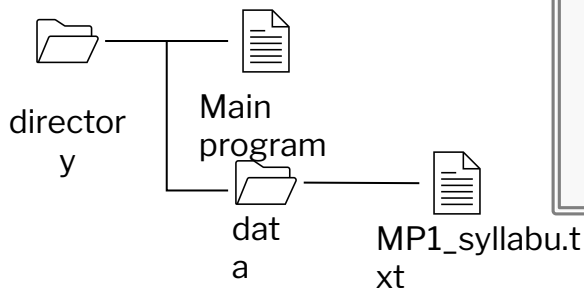 director
y
Main
program
dat
a
MP1_syllabu.t
xt